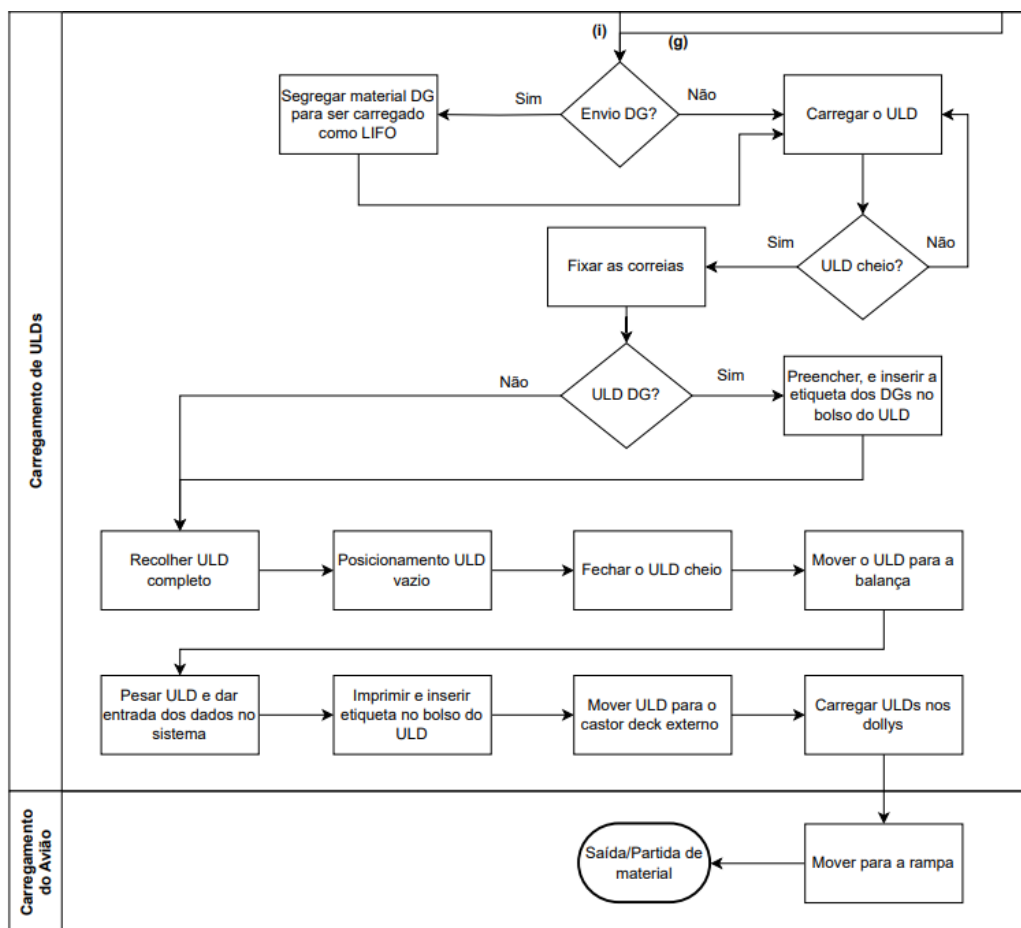 (i)
(g)
Segregar material DG
para ser carregado
como LIFO
Sim
Envio DG?
Não
Carregar o ULD
Fixar as correias
Sim
ULD cheio?
Não
Carregamento de ULDs
Não
ULD DG?
Sim
Preencher, e inserir a
etiqueta dos DGs no
bolso do ULD
Recolher ULD
completo
Posicionamento ULD
vazio
Fechar o ULD cheio
Mover o ULD para a
balança
Pesar ULD e dar
entrada dos dados no
sistema
Imprimir e inserir
etiqueta no bolso do
ULD
Mover ULD para o
castor deck externo
Carregar ULDs nos
dollys
Carregamento
do Avião
Saída/Partida de
material
Mover para a rampa